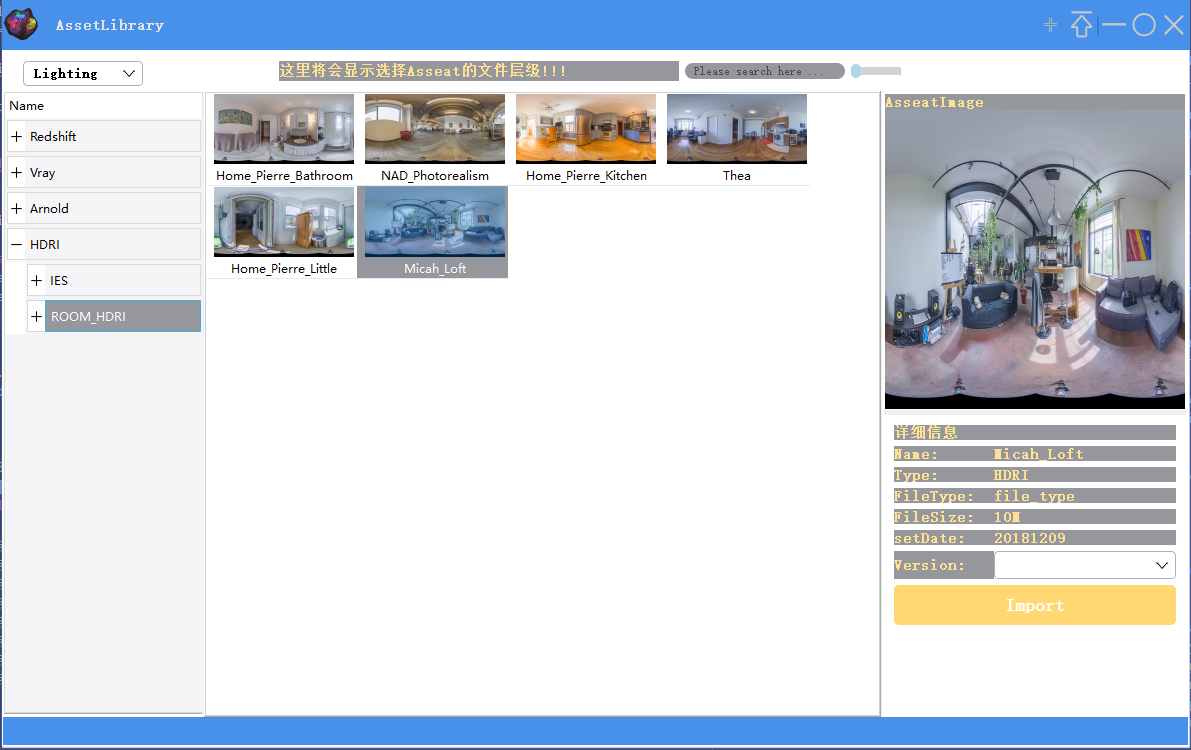 AssetLibrary
Lighting
这里将会显示选择Asseat的文件层级!!!
Please search here ...
Name
Redshift
Vray
Arnold
HDRI
IES
ROOM_HDRI
Home_Pierre_Bathroom
NAD_Photorealism
Home_Pierre_Kitchen
Thea
Home_Pierre_Little
Micah_Loft
AsseatImage
详细信息
Name: Micah_Loft
Type: HDRI
FileType: file_type
FileSize: 10M
setDate: 20181209
Version:
Import